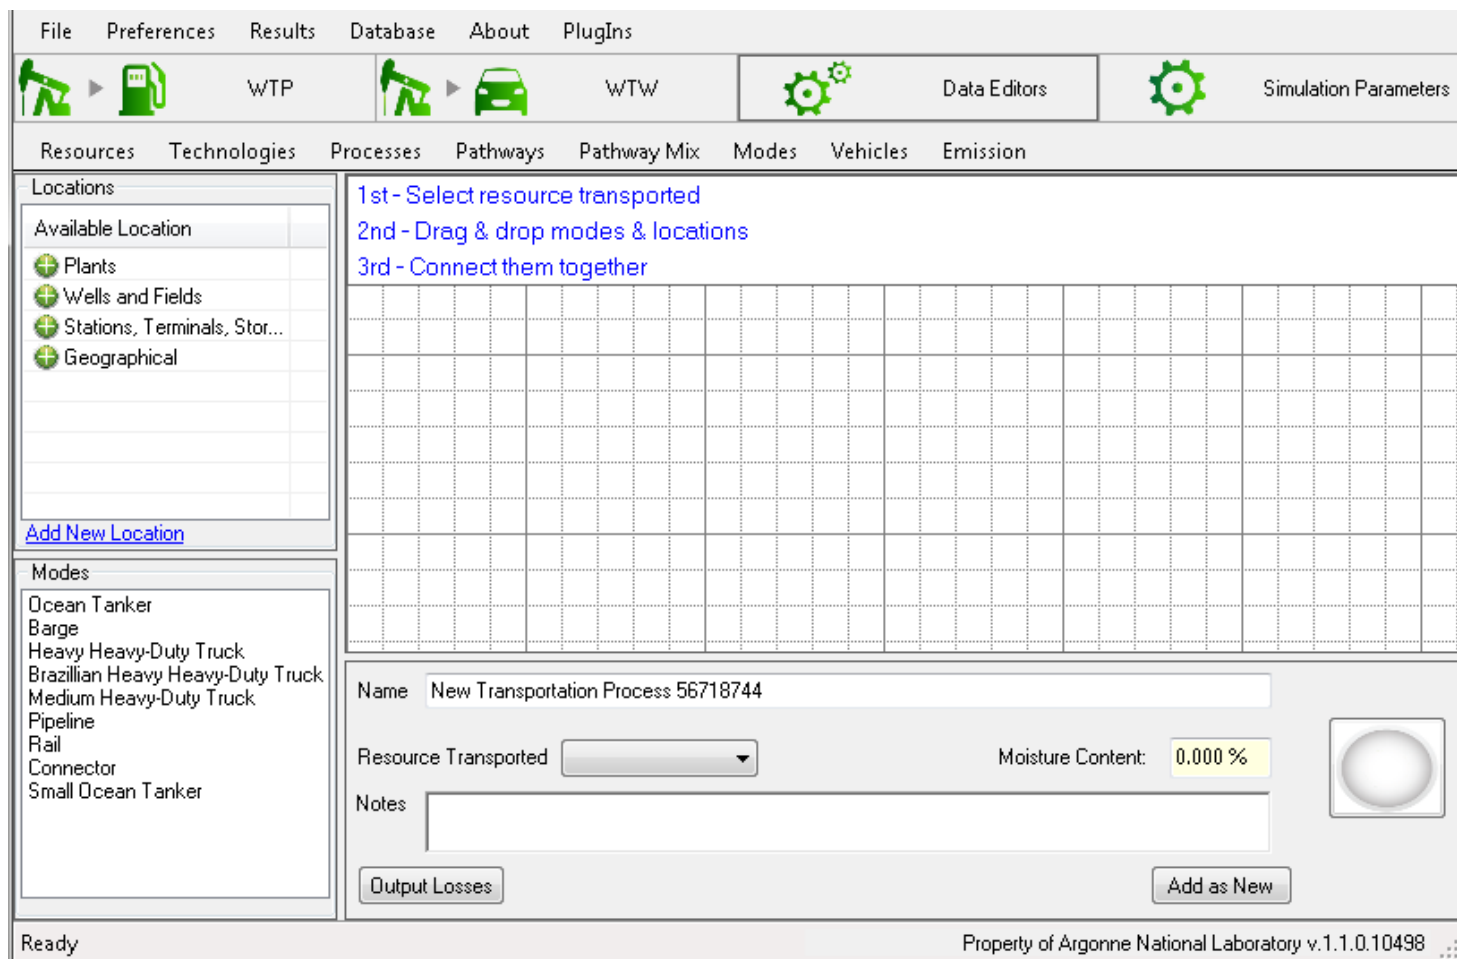 File Preferences Results Database About PlugIns
WTP WTW Data Editors Simulation Parameters
Resources Technologies Processes Pathways Pathway Mix Modes Vehicles Emission
Locations
Available Location
Plants
Wells and Fields
Stations, Terminals, Stor...
Geographical
Add New Location
Modes
Ocean Tanker
Barge
Heavy Heavy-Duty Truck
Brazillian Heavy Heavy-Duty Truck
Medium Heavy-Duty Truck
Pipeline
Rail
Connector
Small Ocean Tanker
1st - Select resource transported
2nd - Drag & drop modes & locations
3rd - Connect them together
Name New Transportation Process 56718744
Resource Transported Moisture Content: 0.000 %
Notes
Output Losses Add as New
Ready Property of Argonne National Laboratory v.1.1.0.10498